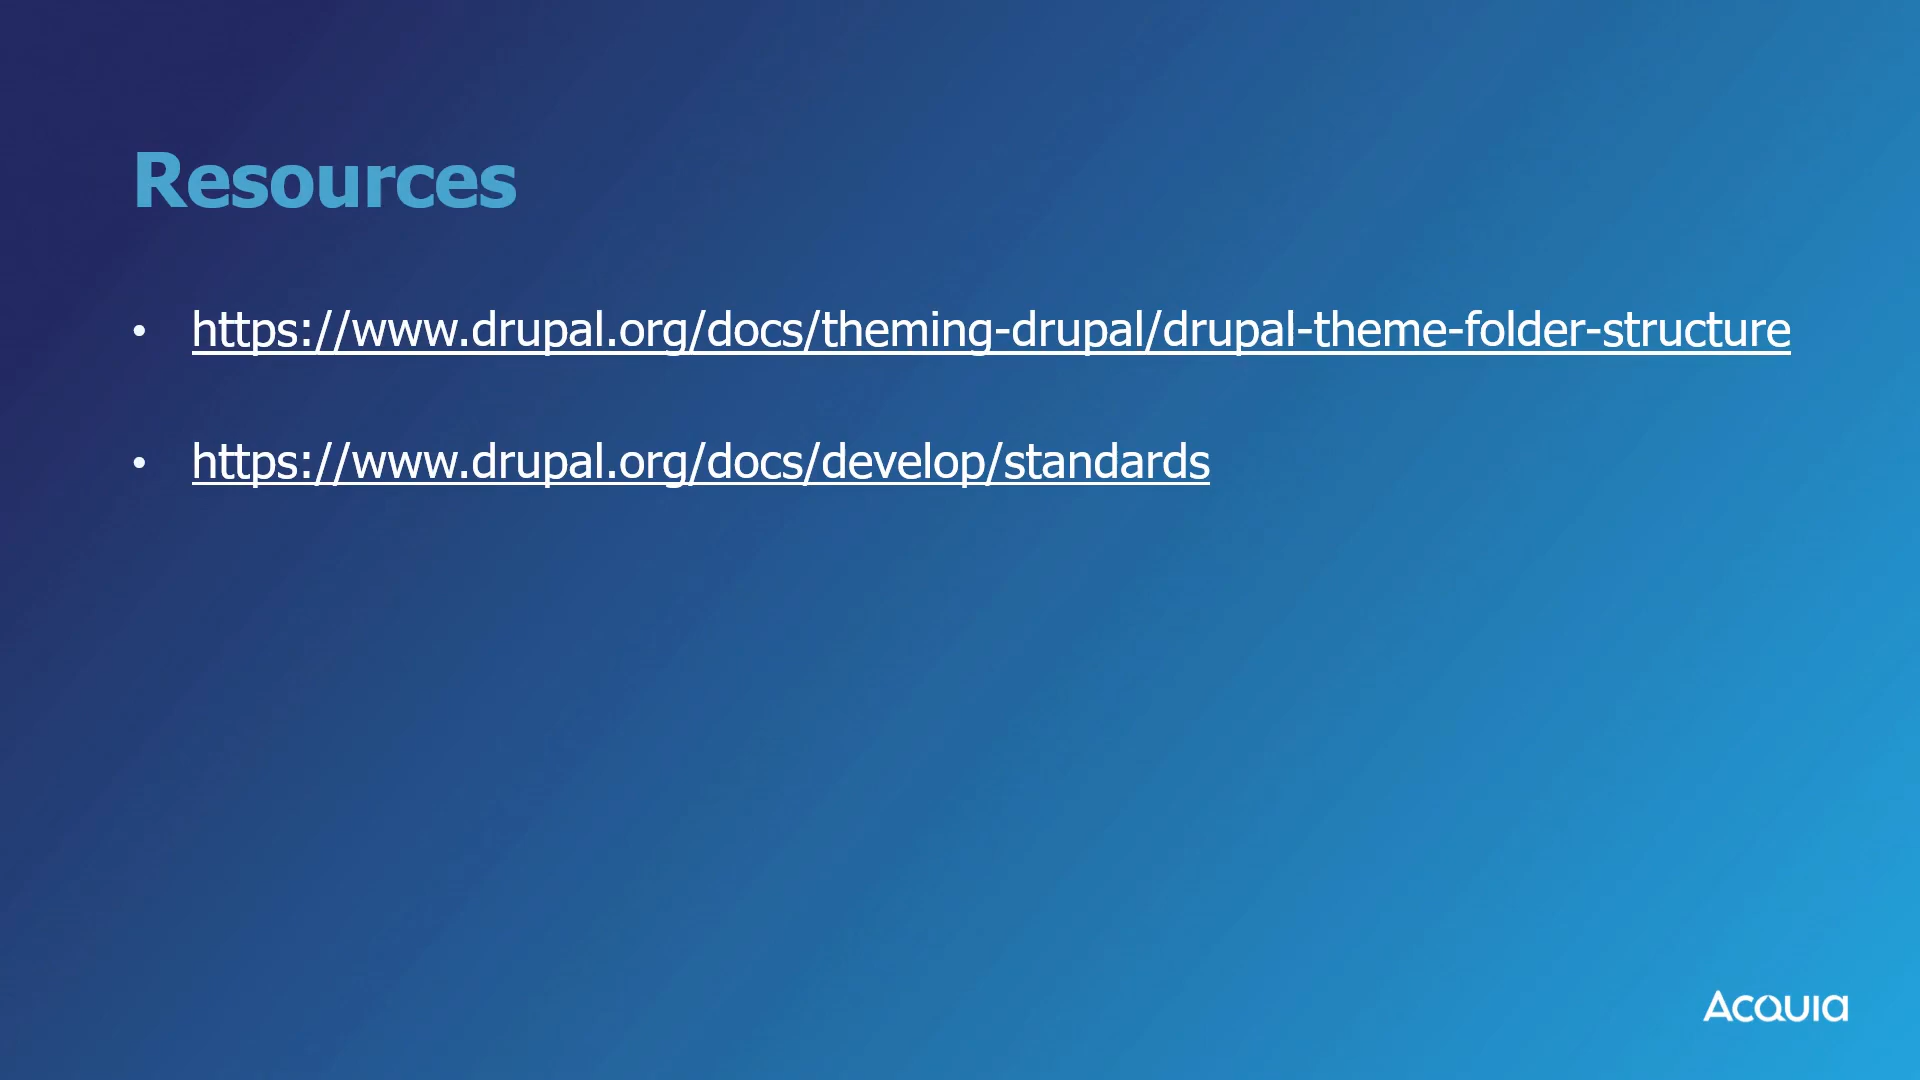 Resources
• https://www.drupal.org/docs/theming-drupal/drupal-theme-folder-structure
• https://www.drupal.org/docs/develop/standards
ACQUIA